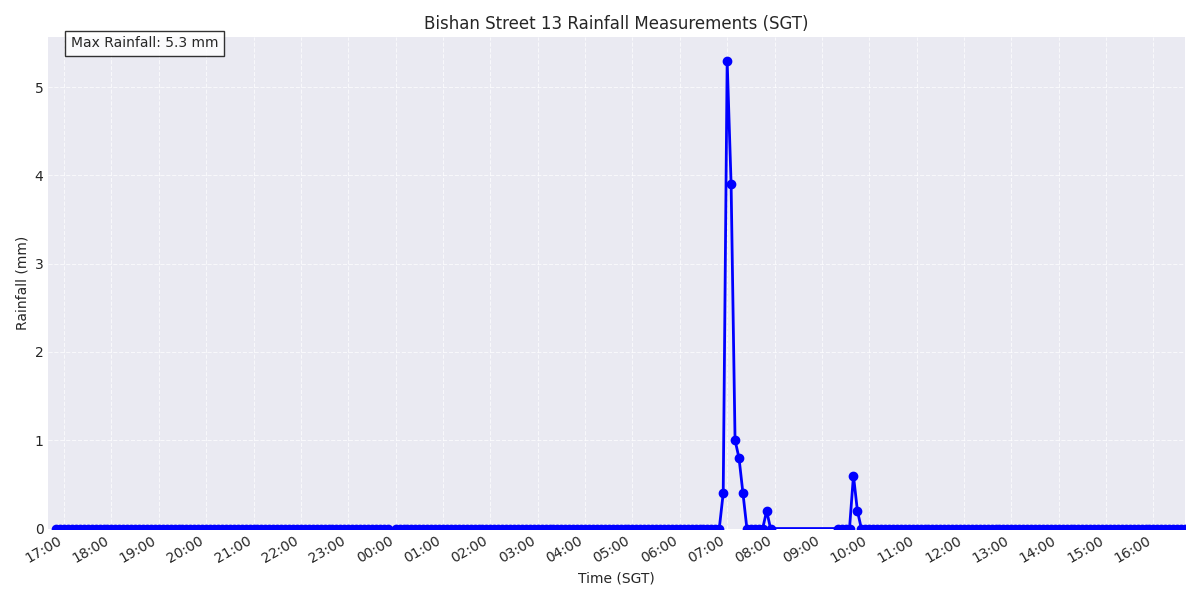 Bishan Street 13 Rainfall Measurements (SGT)
Max Rainfall: 5.3 mm
5
4
3
2
1
0
Rainfall (mm)
17:00 18:00 19:00 20:00 21:00 22:00 23:00 00:00 01:00 02:00 03:00 04:00 05:00 06:00 07:00 08:00 09:00 10:00 11:00 12:00 13:00 14:00 15:00 16:00
Time (SGT)